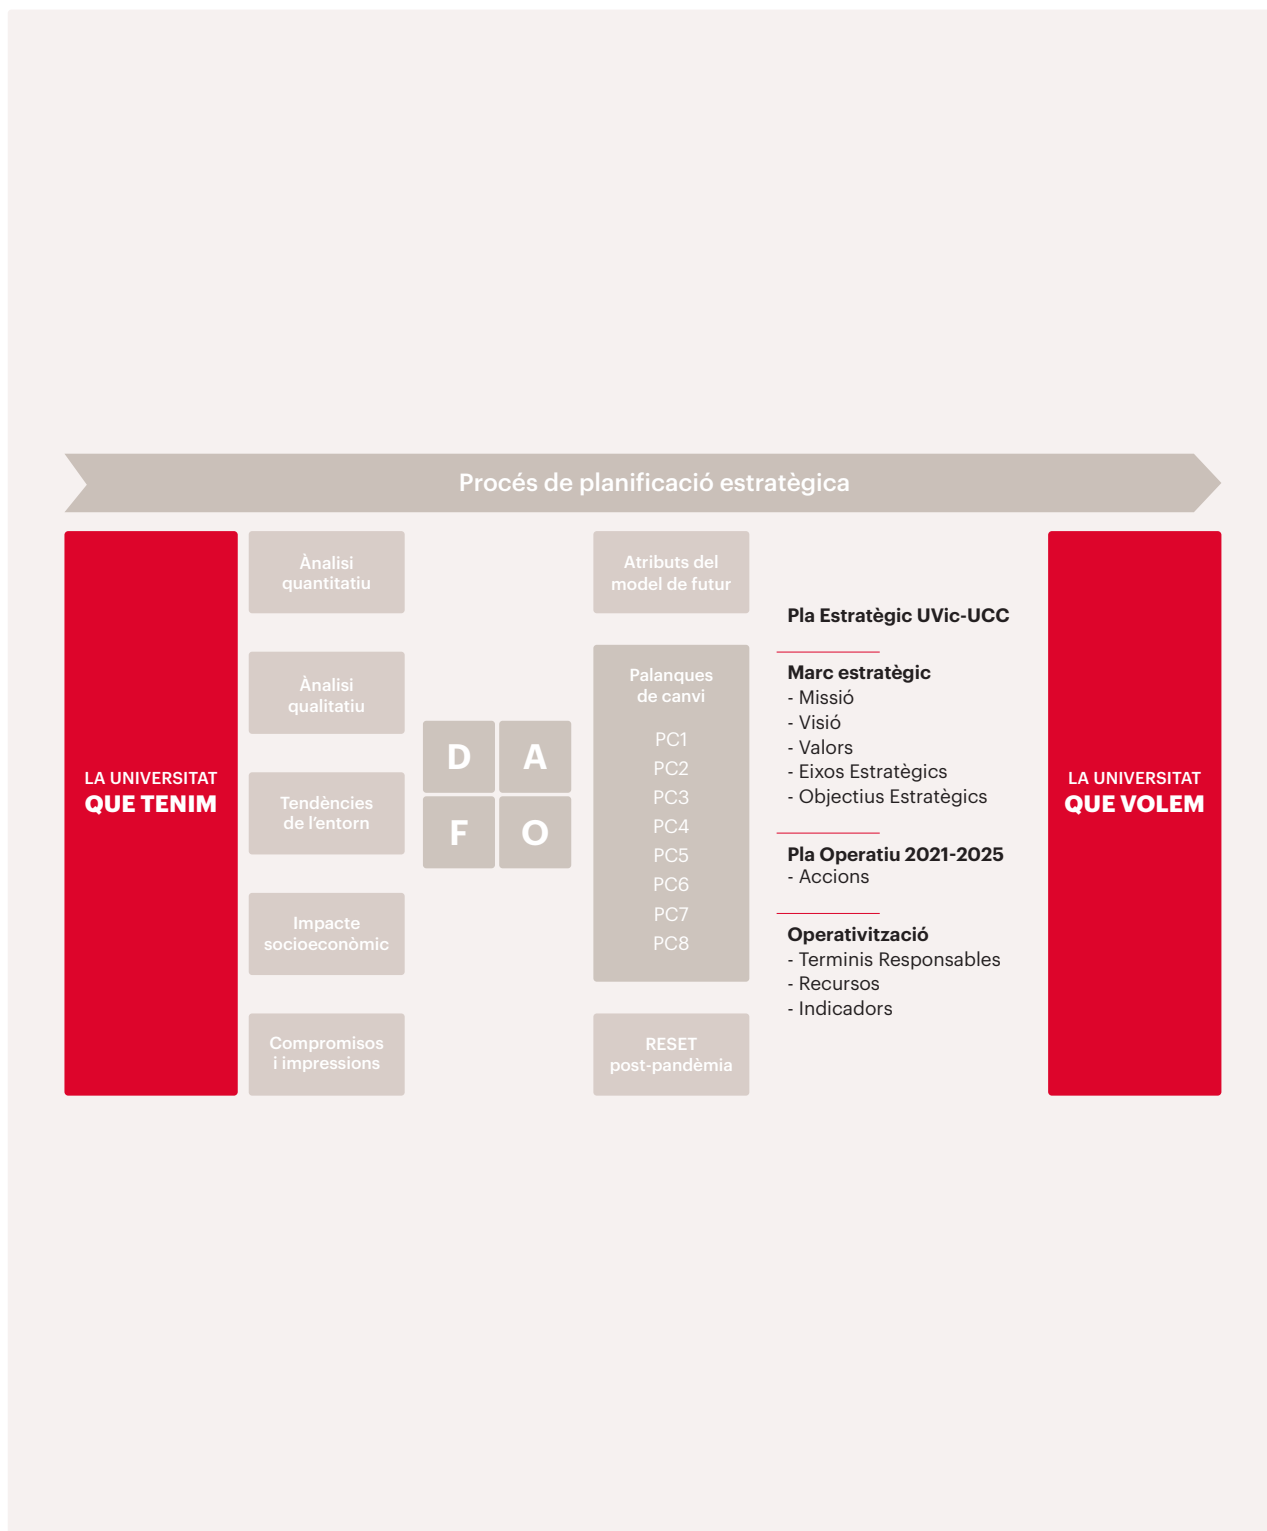 Procés de planificació estratègica
LA UNIVERSITAT
QUE TENIM
Ànalisi
quantitatiu
Ànalisi
qualitatiu
Tendències
de l'entorn
Impacte
socioeconòmic
Compromisos
i impressions
D A
F O
Atributs del
model de futur
Palanques
de canvi
PC1
PC2
PC3
PC4
PC5
PC6
PC7
PC8
RESET
post-pandèmia
Pla Estratègic UVic-UCC
Marc estratègic
- Missió
- Visió
- Valors
- Eixos Estratègics
- Objectius Estratègics
Pla Operatiu 2021-2025
- Accions
Operativització
- Terminis Responsables
- Recursos
- Indicadors
LA UNIVERSITAT
QUE VOLEM